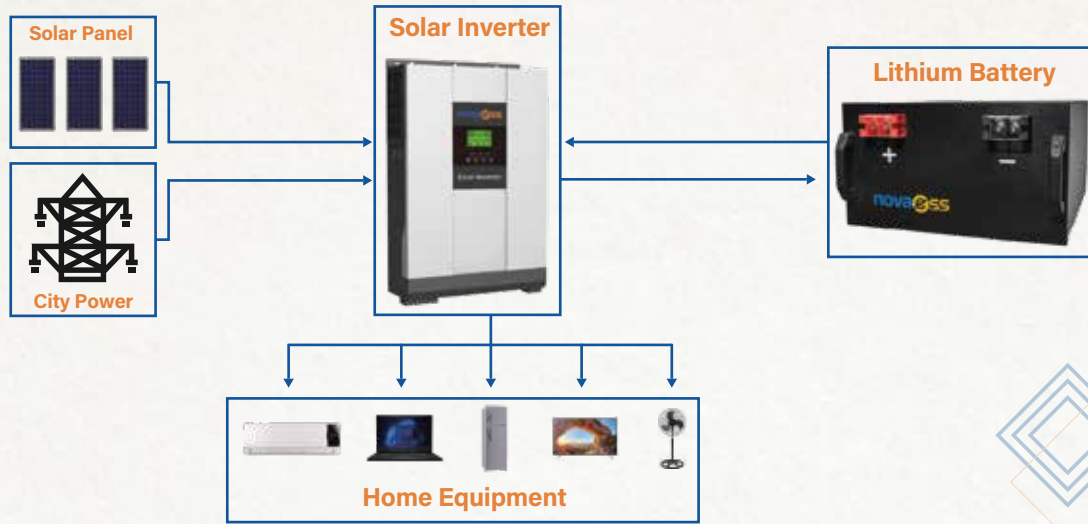 Solar Panel
City Power
Solar Inverter
novaess
Lithium Battery
+
−
novaess
Home Equipment